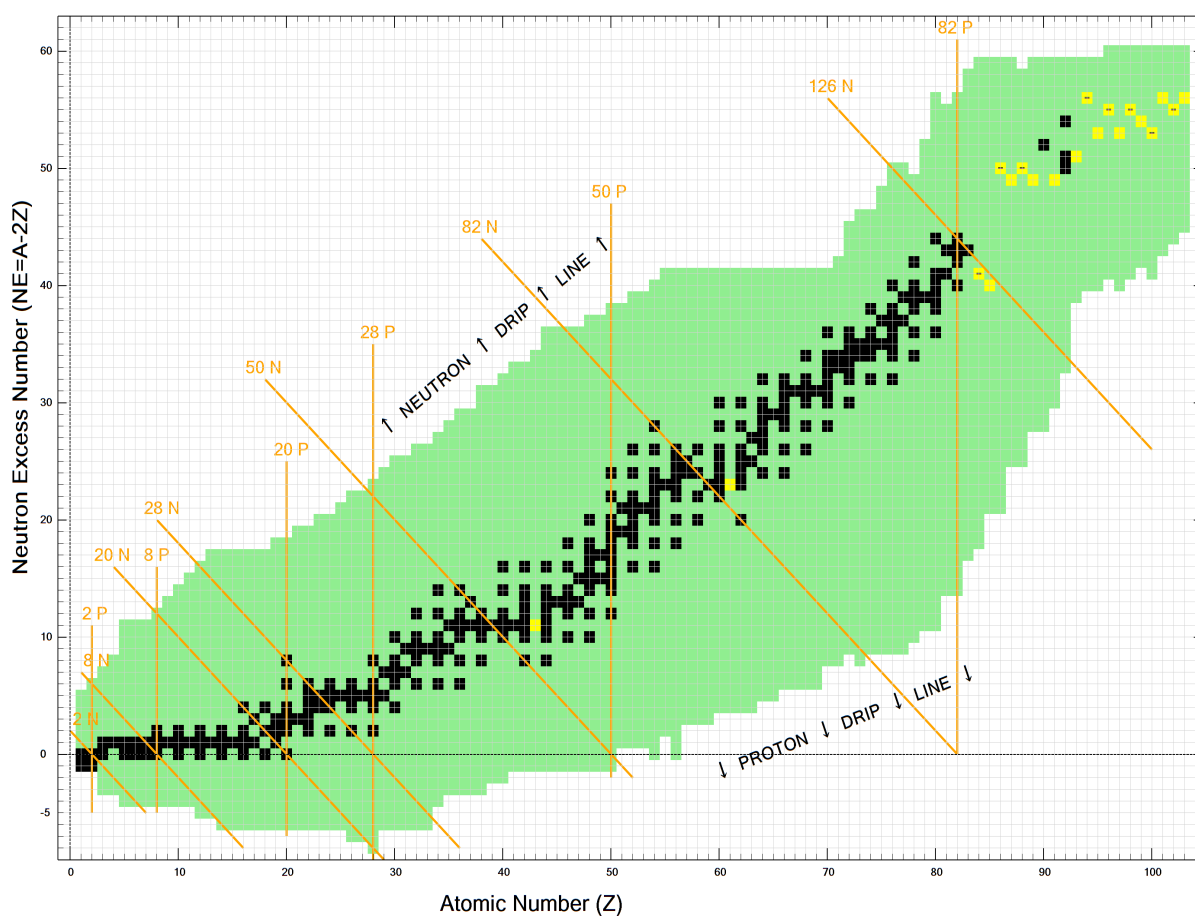 82 P
60
126 N
50
50 P
82 N
↑ NEUTRON ↑ DRIP ↑ LINE ↑
40
28 P
50 N
30
20 P
28 N
20
20 N
8 P
2 P
10
8 N
2 N
0
↓ PROTON ↓ DRIP ↓ LINE ↓
-5
0 10 20 30 40 50 60 70 80 90 100
Atomic Number (Z)
Neutron Excess Number (NE=A-2Z)